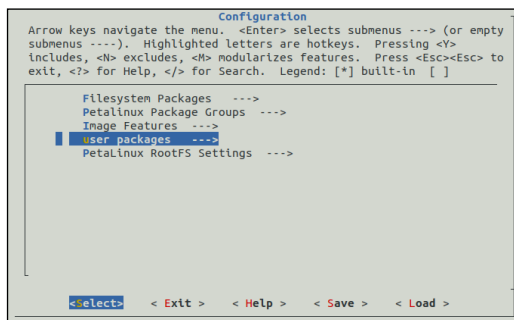 Configuration
Arrow keys navigate the menu.  <Enter> selects submenus ---> (or empty
submenus ----).  Highlighted letters are hotkeys.  Pressing <Y>
includes, <N> excludes, <M> modularizes features.  Press <Esc><Esc> to
exit, <?> for Help, </> for Search.  Legend: [*] built-in  [ ]
Filesystem Packages  --->
Petalinux Package Groups  --->
Image Features  --->
user packages  --->
PetaLinux RootFS Settings  --->
<Select>    < Exit >    < Help >    < Save >    < Load >